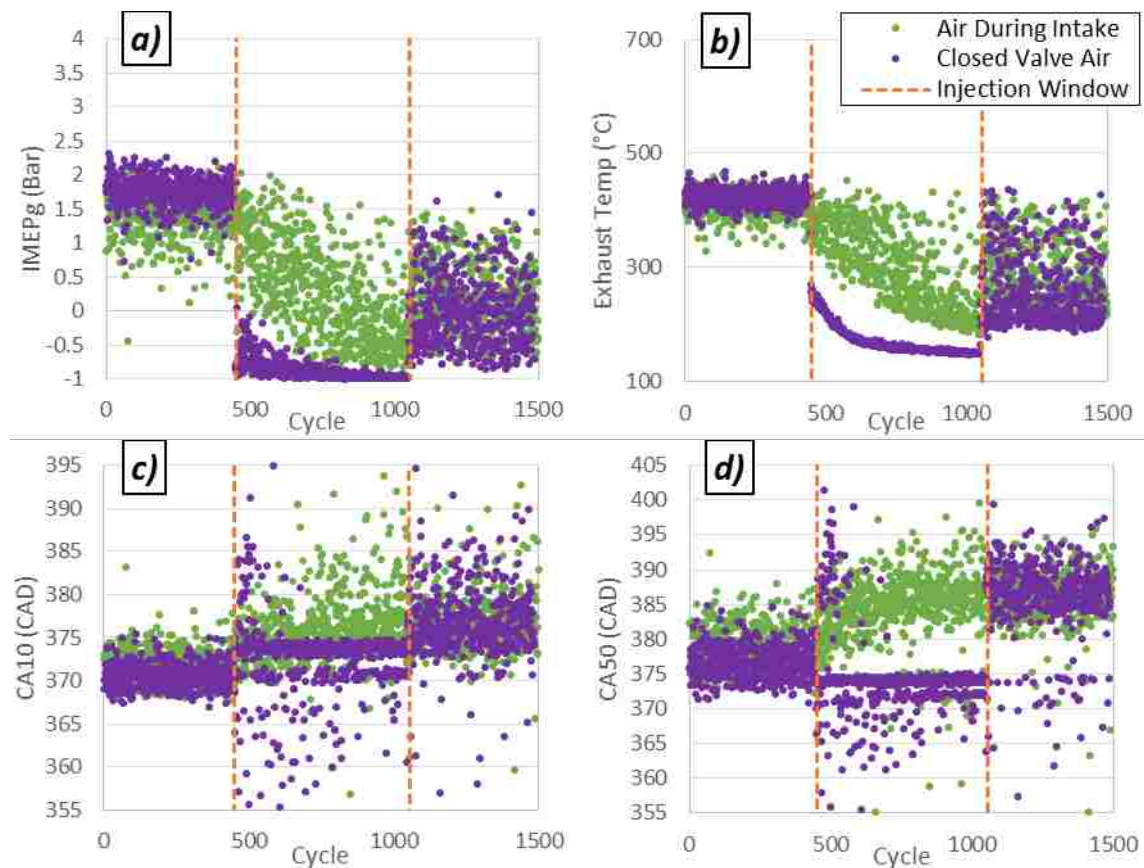 a)
IMEPg (Bar)
4
3.5
3
2.5
2
1.5
1
0.5
0
-0.5
-1
0 500 1000 1500
Cycle
b)
Exhaust Temp (°C)
700
500
300
100
0 500 1000 1500
Cycle
Air During Intake
Closed Valve Air
Injection Window
c)
CA10 (CAD)
395
390
385
380
375
370
365
360
355
0 500 1000 1500
Cycle
d)
CA50 (CAD)
405
400
395
390
385
380
375
370
365
360
355
0 500 1000 1500
Cycle